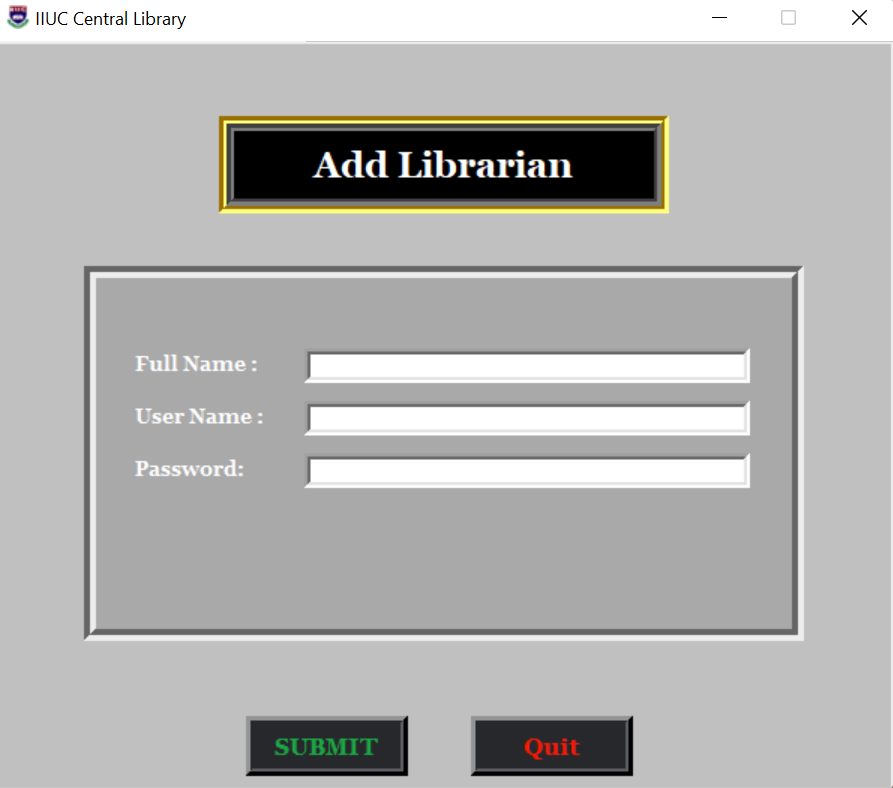 IIUC Central Library
Add Librarian
Full Name :
User Name :
Password:
SUBMIT
Quit